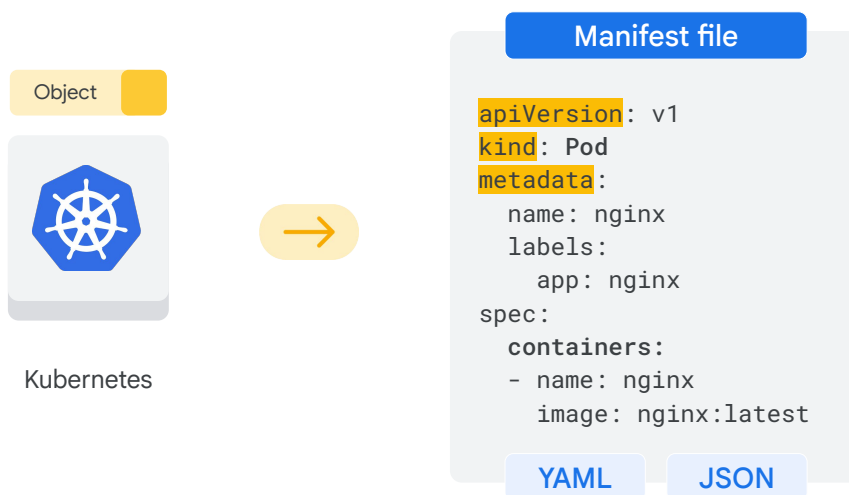 Manifest file
Object
apiVersion: v1
kind: Pod
metadata:
  name: nginx
  labels:
    app: nginx
spec:
  containers:
  - name: nginx
    image: nginx:latest
Kubernetes
YAML
JSON